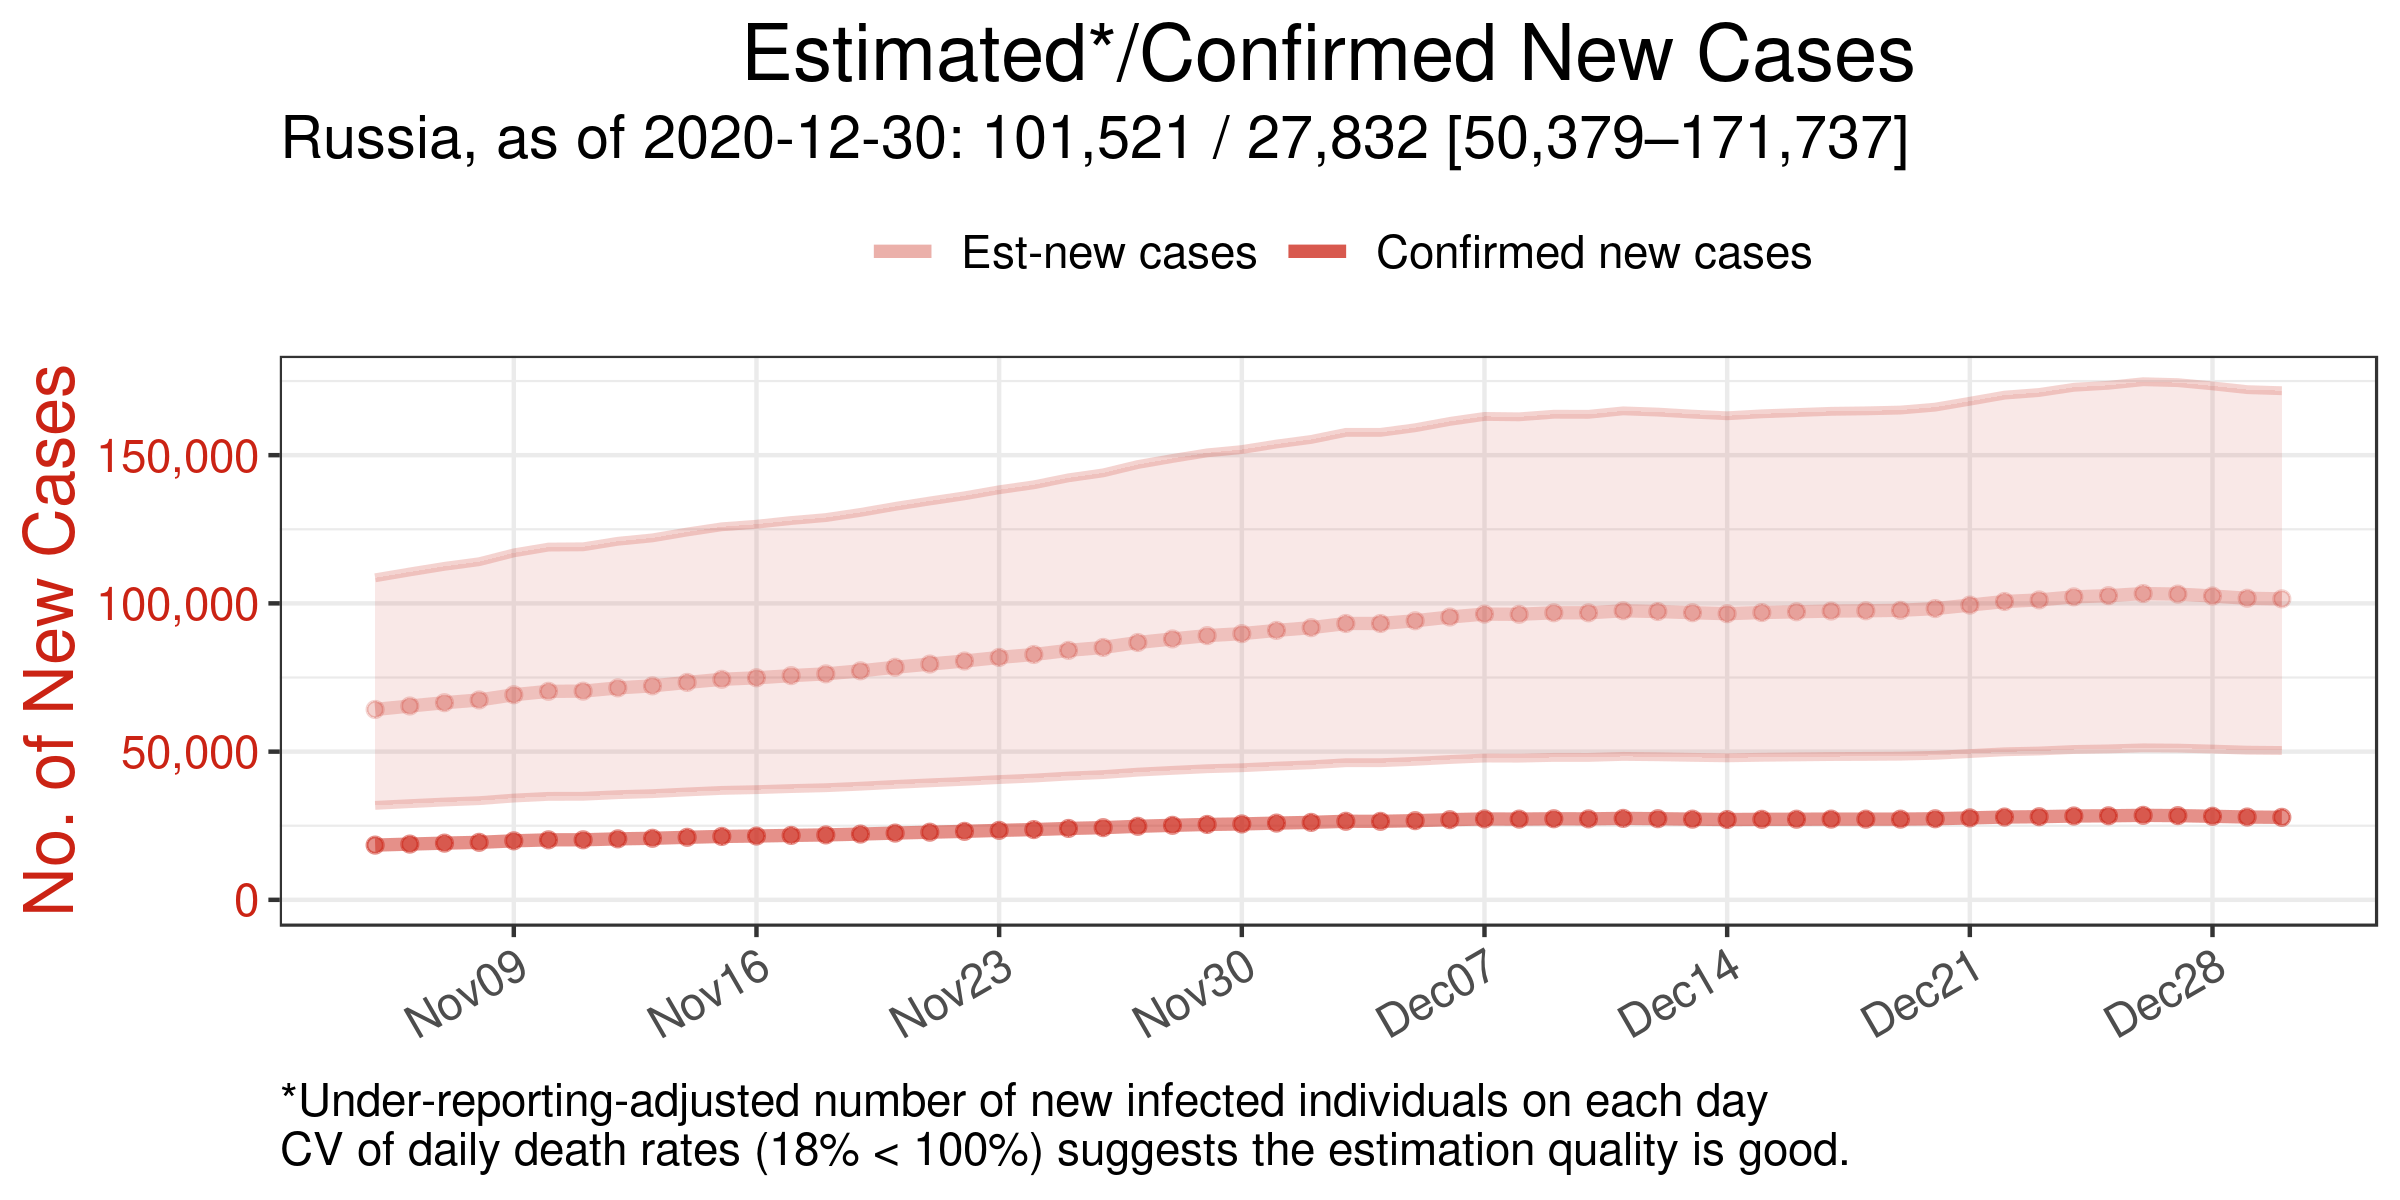 Estimated*/Confirmed New Cases
Russia, as of 2020-12-30: 101,521 / 27,832 [50,379–171,737]
Est-new cases
Confirmed new cases
No. of New Cases
150,000
100,000
50,000
0
Nov09
Nov16
Nov23
Nov30
Dec07
Dec14
Dec21
Dec28
*Under-reporting-adjusted number of new infected individuals on each day
CV of daily death rates (18% < 100%) suggests the estimation quality is good.